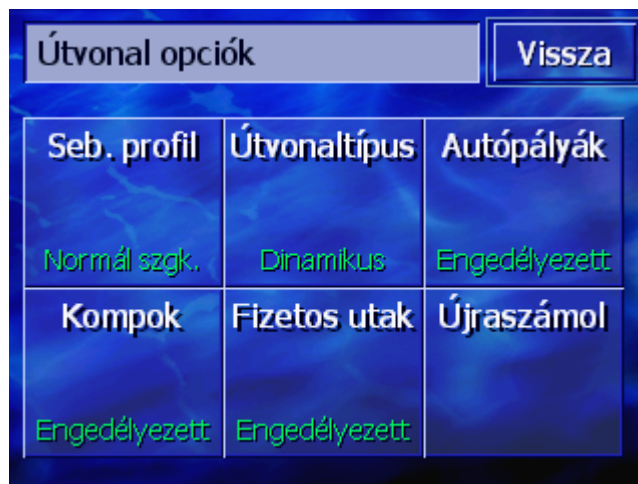 Útvonal opciók
Vissza
Seb. profil
Normál szgk.
Útvonaltípus
Dinamikus
Autópályák
Engedélyezett
Kompok
Engedélyezett
Fizetos utak
Engedélyezett
Újraszámol